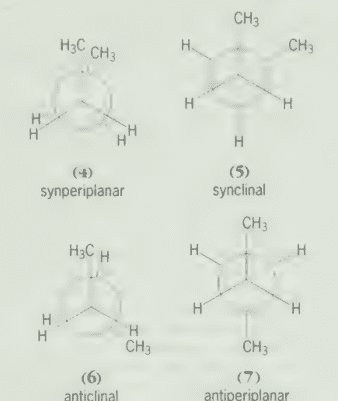 H₃C CH₃
H H
H H
(4)
synperiplanar
CH₃
H CH₃
H H
H
(5)
synclinal
H₃C H
H
H H
CH₃
(6)
anticlinal
CH₃
H H
H H
CH₃
(7)
antiperiplanar